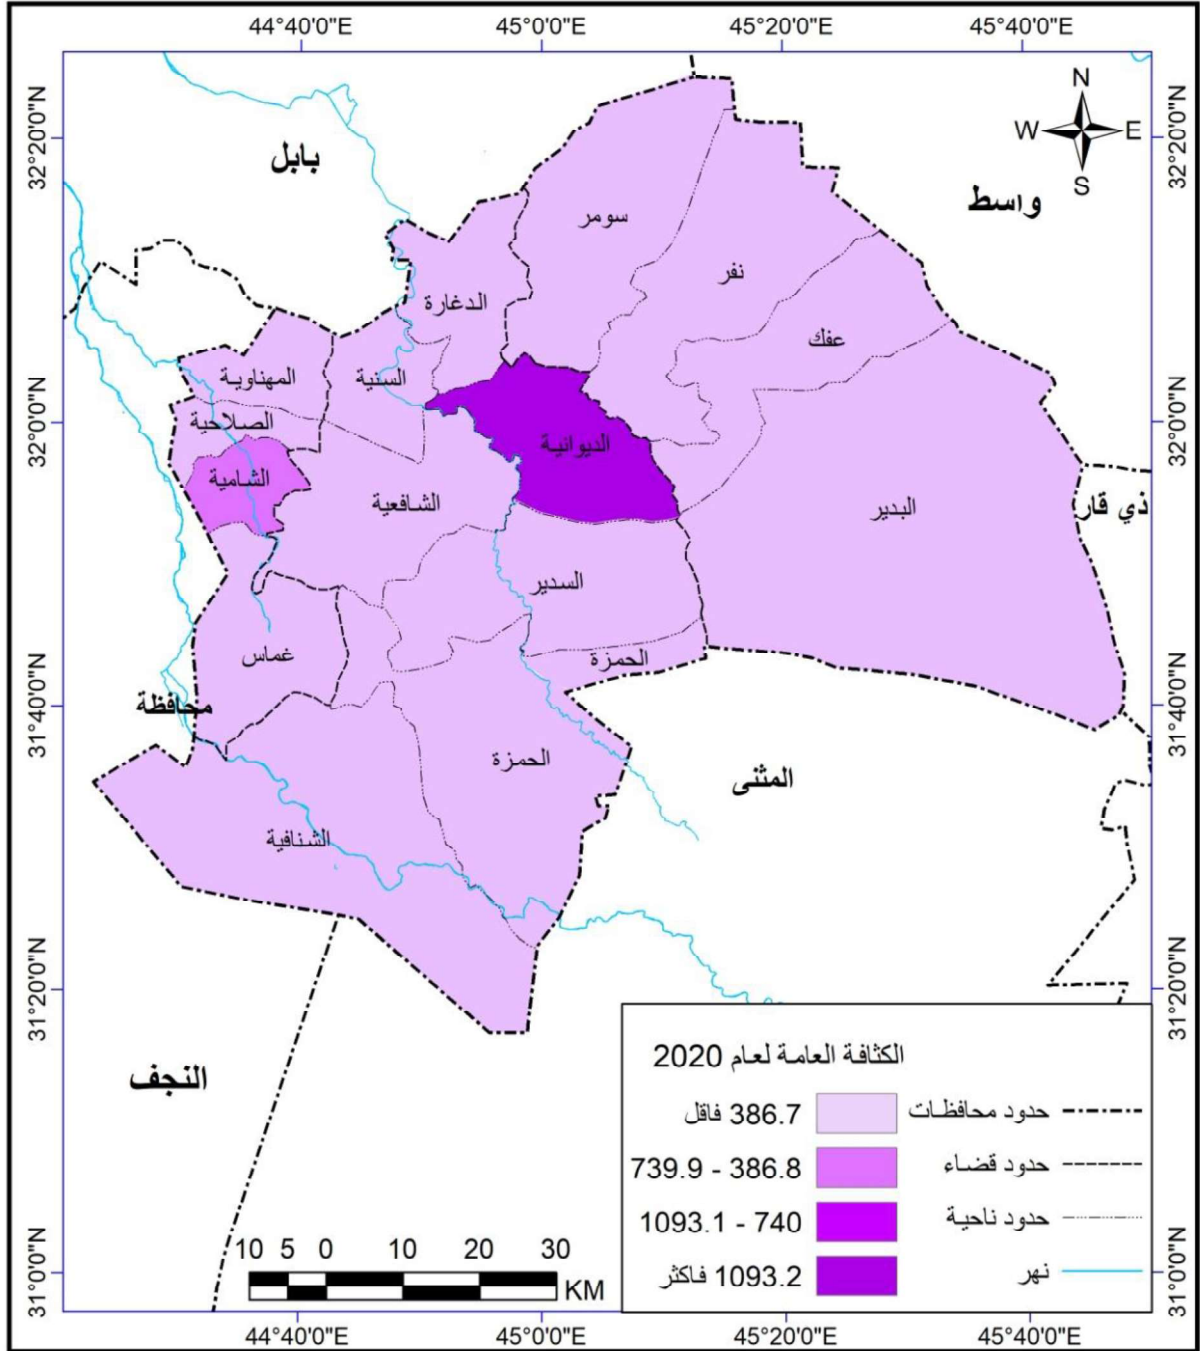 44°40'0"E
45°0'0"E
45°20'0"E
45°40'0"E
32°20'0"N
32°0'0"N
31°40'0"N
31°20'0"N
31°0'0"N
32°20'0"N
32°0'0"N
31°40'0"N
31°20'0"N
31°0'0"N
N
W
E
S
بابل
واسط
سومر
نفر
الدغارة
عفك
المهناوية
السنية
الصلاحية
الديوانية
الشامية
الشافعية
البدير
ذي قار
السدير
غماس
الحمزة
محافظة
الحمزة
المثنى
الشنافية
النجف
الكثافة العامة لعام 2020
386.7 فاقل
386.8 - 739.9
740 - 1093.1
1093.2 فاكثر
حدود محافظات
حدود قضاء
حدود ناحية
نهر
10 5 0 10 20 30
KM
44°40'0"E
45°0'0"E
45°20'0"E
45°40'0"E